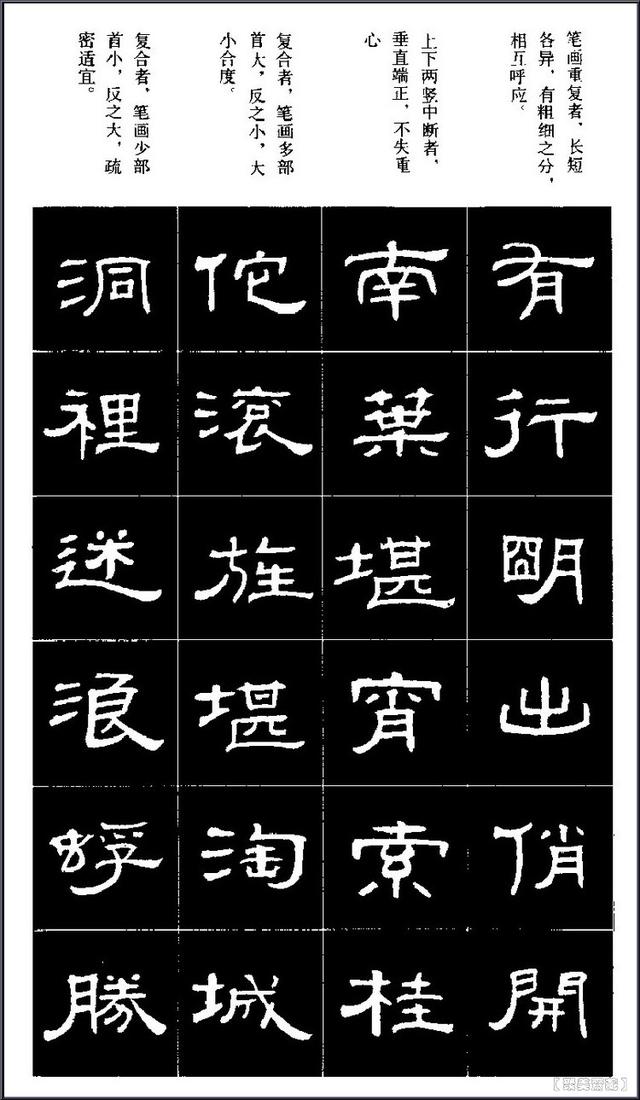 笔画重复者，长短
各异，有粗细之分，
相互呼应。
上下两竖中断者，
垂直端正，不失重
心
复合者，笔画多部
首大，反之小，大
小合度。
复合者，笔画少部
首小，反之大，疏
密适宜。
有行明出俏開
南葉堪宵索桂
佗滚旌堪淘城
洞裡迷浪蜉勝